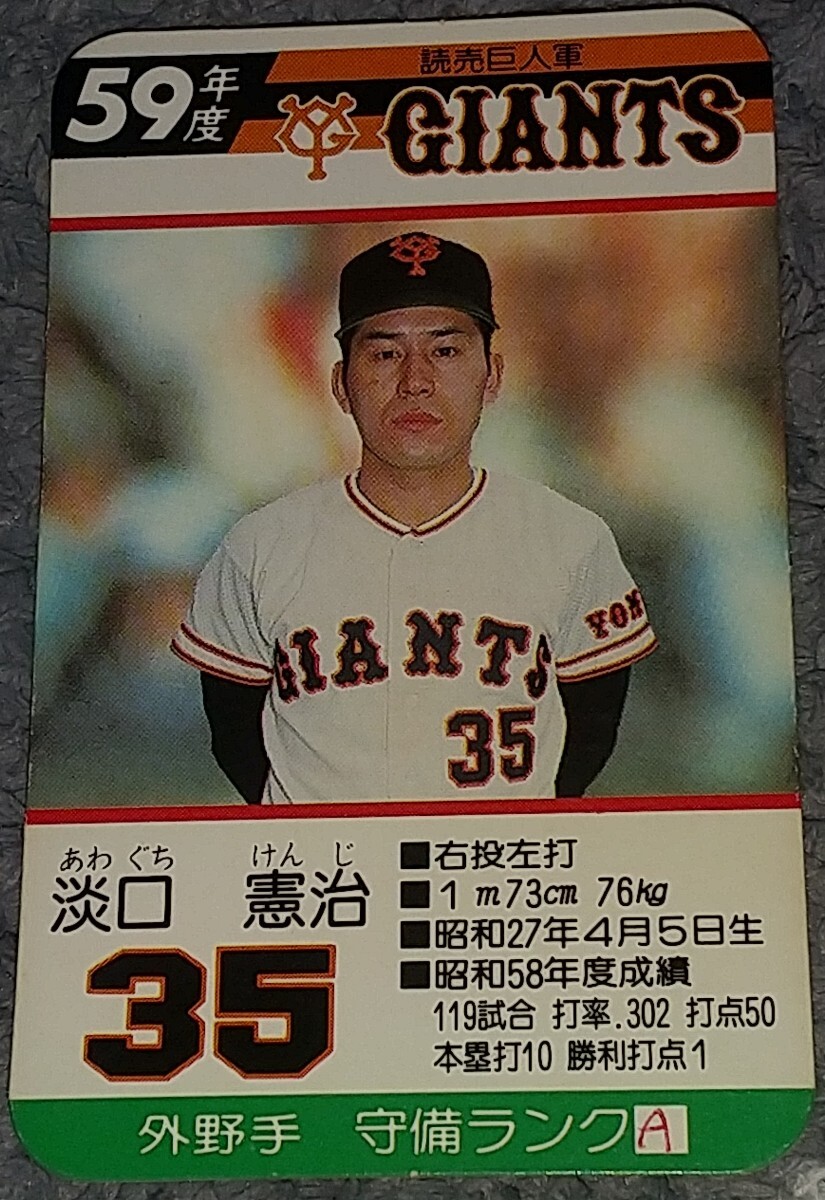 59年度
読売巨人軍
YG GIANTS
YG
YOM
GIANTS
35
あわ ぐち けん じ
淡口 憲治
35
■右投左打
■1m73cm 76kg
■昭和27年4月5日生
■昭和58年度成績
119試合 打率.302 打点50
本塁打10 勝利打点1
外野手 守備ランクA